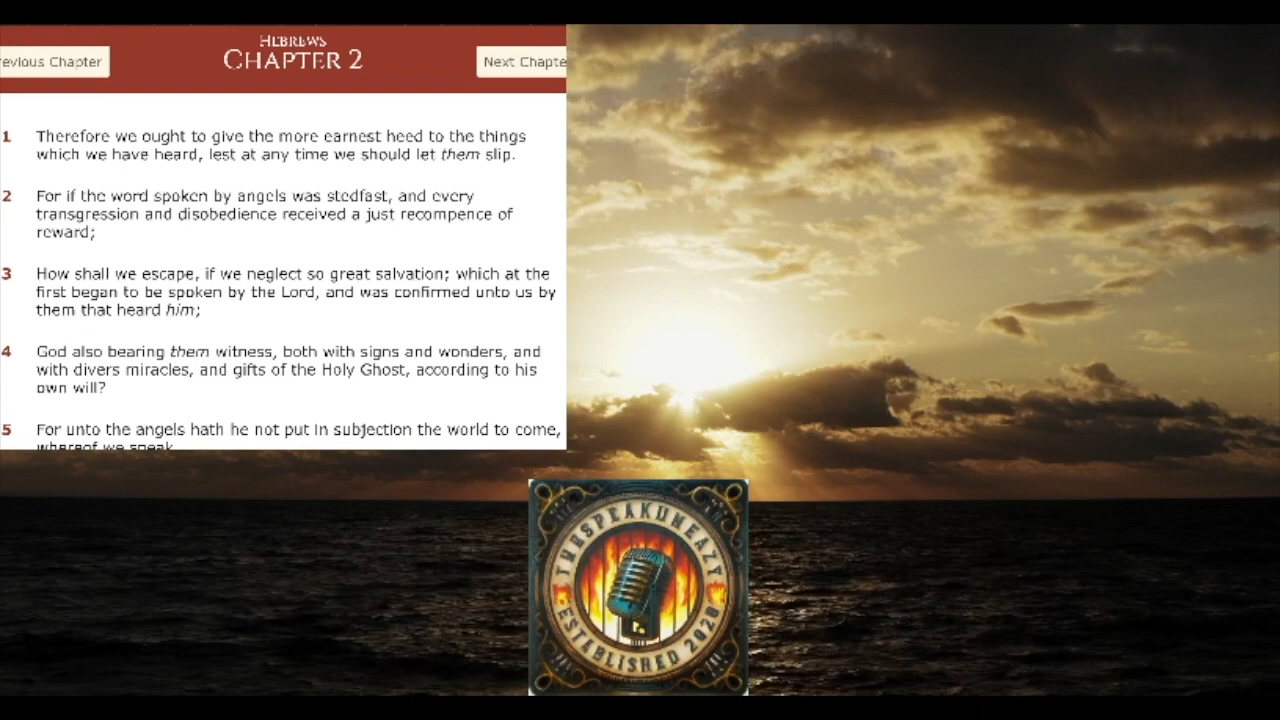 HEBREWS
CHAPTER 2
revious Chapter
Next Chapte
1 Therefore we ought to give the more earnest heed to the things
which we have heard, lest at any time we should let them slip.
2 For if the word spoken by angels was stedfast, and every
transgression and disobedience received a just recompence of
reward;
3 How shall we escape, if we neglect so great salvation; which at the
first began to be spoken by the Lord, and was confirmed unto us by
them that heard him;
4 God also bearing them witness, both with signs and wonders, and
with divers miracles, and gifts of the Holy Ghost, according to his
own will?
5 For unto the angels hath he not put in subjection the world to come,
whereof we speak
THESPEAKUNEAZY
ESTABLISHED 2020